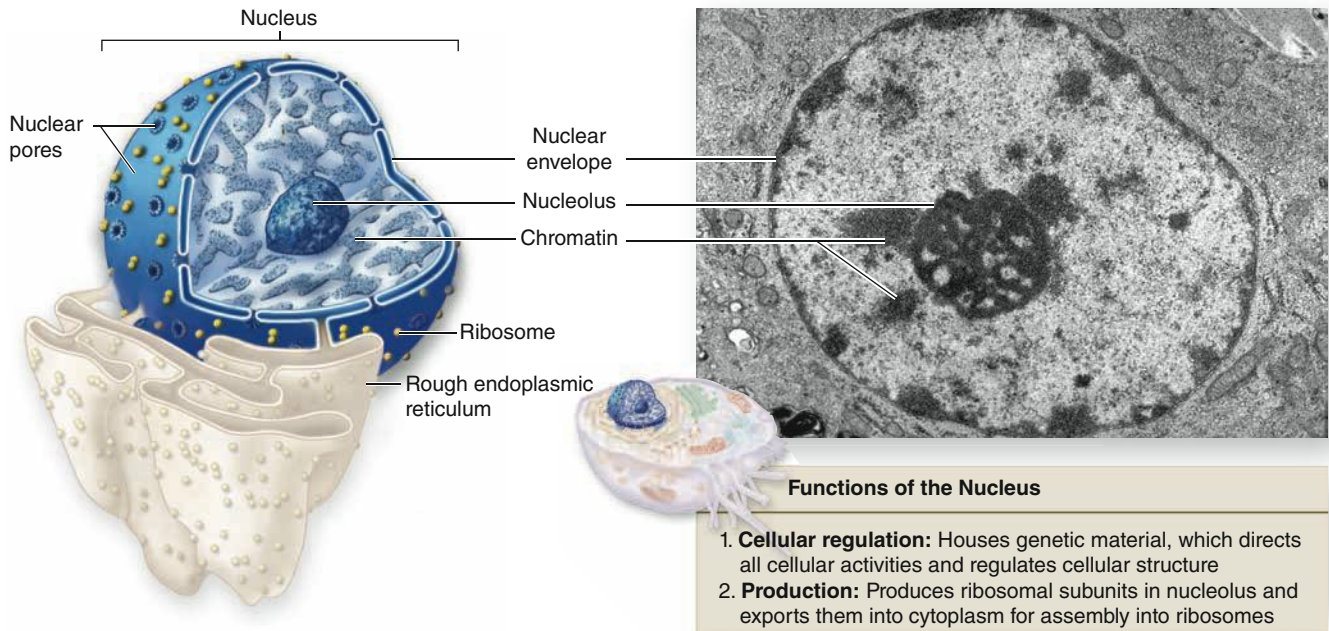 Nucleus
Nuclear
pores
Nuclear
envelope
Nucleolus
Chromatin
Ribosome
Rough endoplasmic
reticulum
Functions of the Nucleus
1. Cellular regulation: Houses genetic material, which directs
all cellular activities and regulates cellular structure
2. Production: Produces ribosomal subunits in nucleolus and
exports them into cytoplasm for assembly into ribosomes